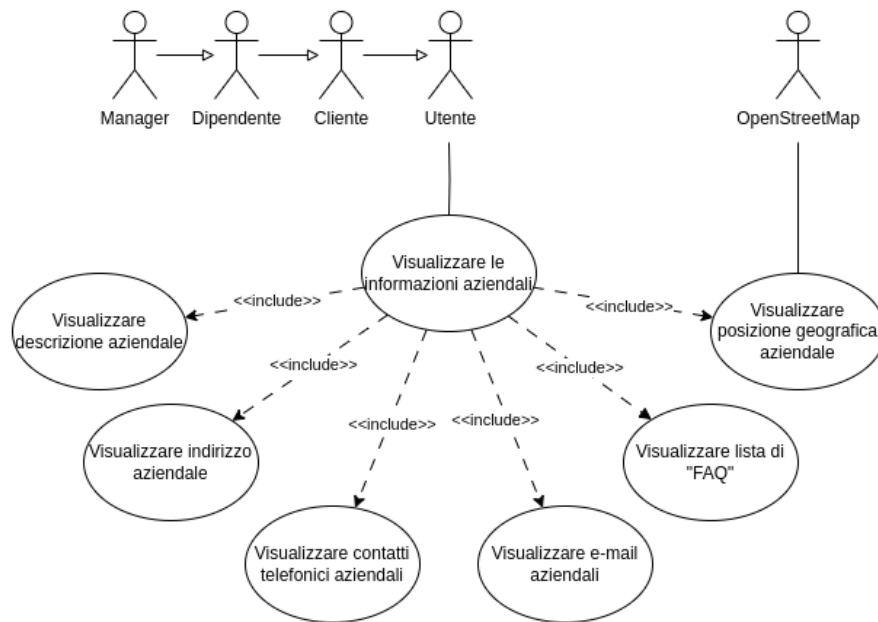 Manager
Dipendente
Cliente
Utente
OpenStreetMap
Visualizzare le
informazioni aziendali
<<include>>
<<include>>
Visualizzare
descrizione aziendale
Visualizzare
posizione geografica
aziendale
<<include>>
<<include>>
<<include>>
<<include>>
Visualizzare indirizzo
aziendale
Visualizzare lista di
"FAQ"
Visualizzare contatti
telefonici aziendali
Visualizzare e-mail
aziendali